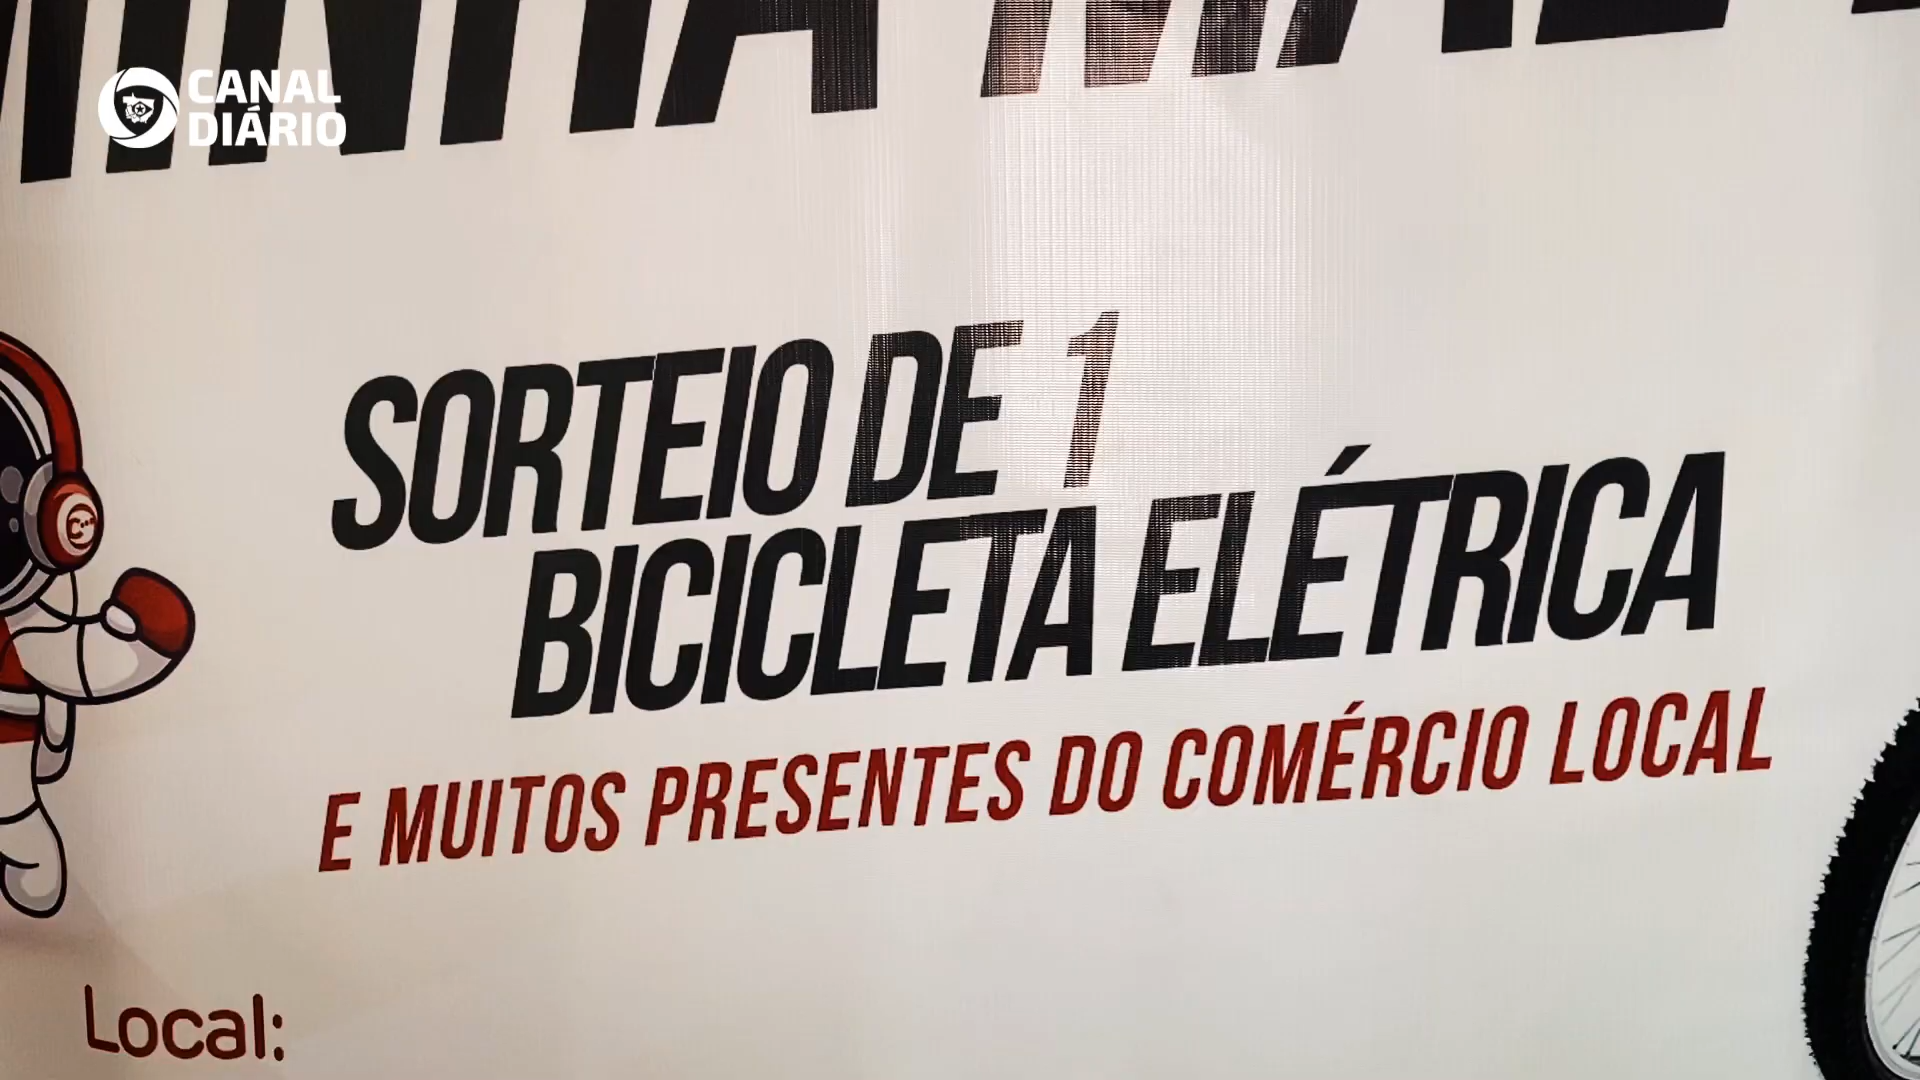 CANAL
DIÁRIO
SORTEIO DE 1
BICICLETA ELÉTRICA
E MUITOS PRESENTES DO COMÉRCIO LOCAL
Local: